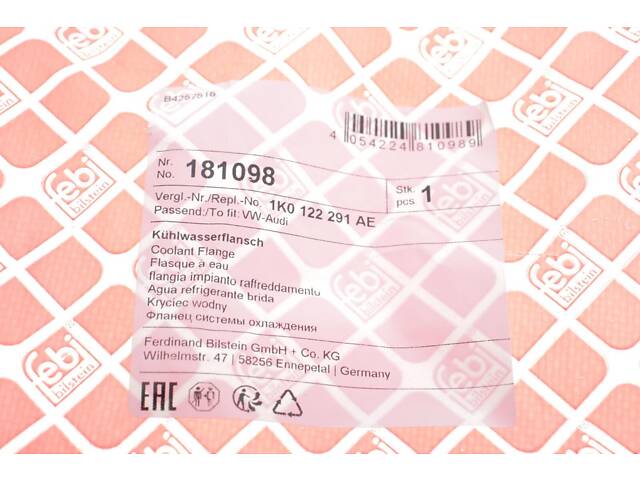 B4257516
4 054224 810989
Nr.
No. 181098
Stk.
pcs. 1
Vergl.-Nr./Repl.-No. 1K0 122 291 AE
Passend:/To fit: VW-Audi
Kühlwasserflansch
Coolant Flange
Flasque à eau
flangia impianto raffreddamento
Agua refrigerante brida
Kryciec wodny
Фланец системы охлаждения
Ferdinand Bilstein GmbH + Co. KG
Wilhelmstr. 47 | 58256 Ennepetal | Germany
EAC
febi
bilstein